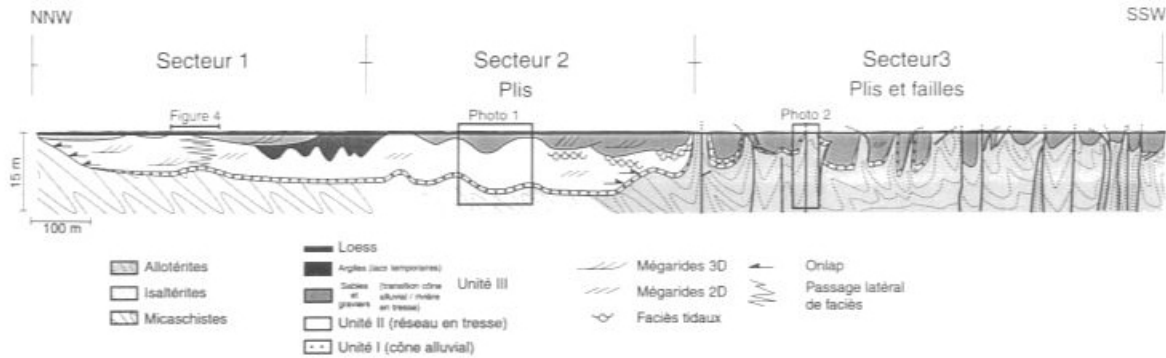 NNW
SSW
Secteur 1
Secteur 2
Secteur3
Plis
Plis et failles
Figure 4
Photo 1
Photo 2
15 m
100 m
Allotérites
Isaltérites
Micaschistes
Loess
Argiles (lacs temporaires)
Sables et graviers
(transition cône alluvial / rivière en tresse)
Unité III
Unité II (réseau en tresse)
Unité I (cône alluvial)
Mégarides 3D
Mégarides 2D
Faciès tidaux
Onlap
Passage latéral
de faciès